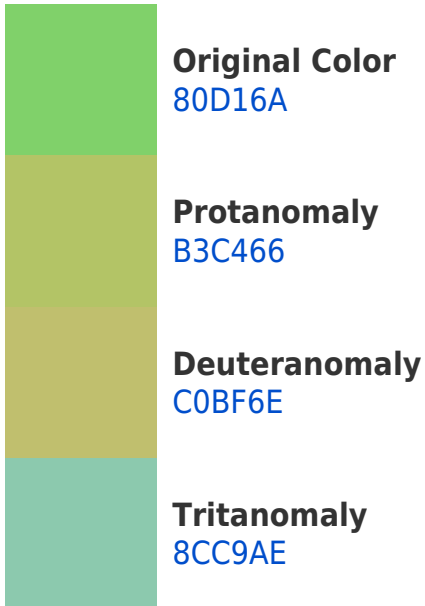 Original Color
80D16A
Protanomaly
B3C466
Deuteranomaly
C0BF6E
Tritanomaly
8CC9AE